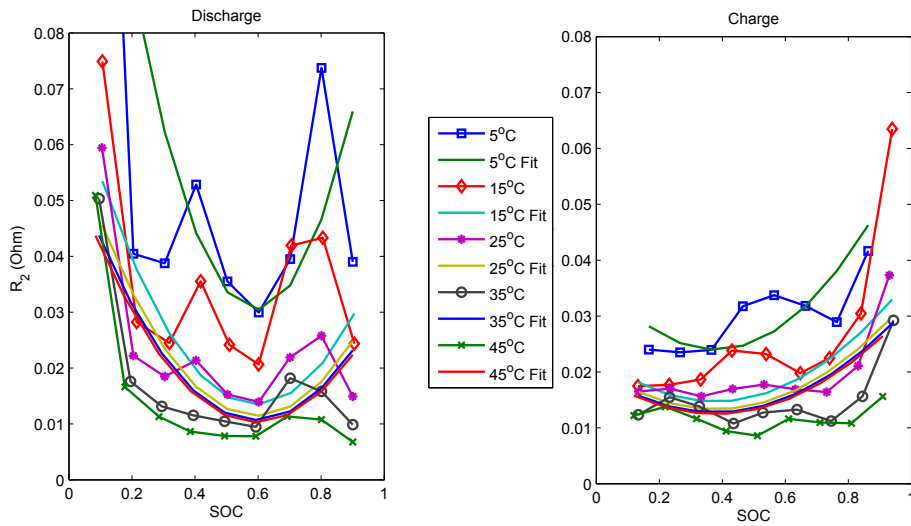 Discharge
R2 (Ohm)
0.08
0.07
0.06
0.05
0.04
0.03
0.02
0.01
0
0 0.2 0.4 0.6 0.8 1
SOC
5°C
5°C Fit
15°C
15°C Fit
25°C
25°C Fit
35°C
35°C Fit
45°C
45°C Fit
Charge
0.08
0.07
0.06
0.05
0.04
0.03
0.02
0.01
0
0 0.2 0.4 0.6 0.8 1
SOC